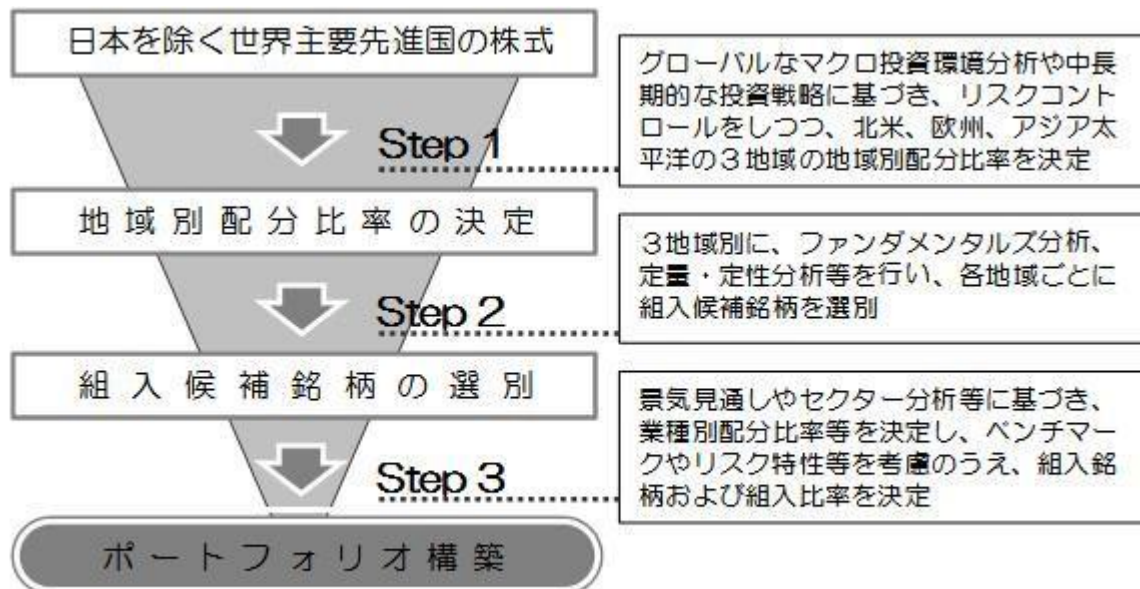 日本を除く世界主要先進国の株式
グローバルなマクロ投資環境分析や中長
期的な投資戦略に基づき、リスクコント
ロールをしつつ、北米、欧州、アジア太
平洋の３地域の地域別配分比率を決定
Step 1
地域別配分比率の決定
３地域別に、ファンダメンタルズ分析、
定量・定性分析等を行い、各地域ごとに
組入候補銘柄を選別
Step 2
組入候補銘柄の選別
景気見通しやセクター分析等に基づき、
業種別配分比率等を決定し、ベンチマー
クやリスク特性等を考慮のうえ、組入銘
柄および組入比率を決定
Step 3
ポートフォリオ構築